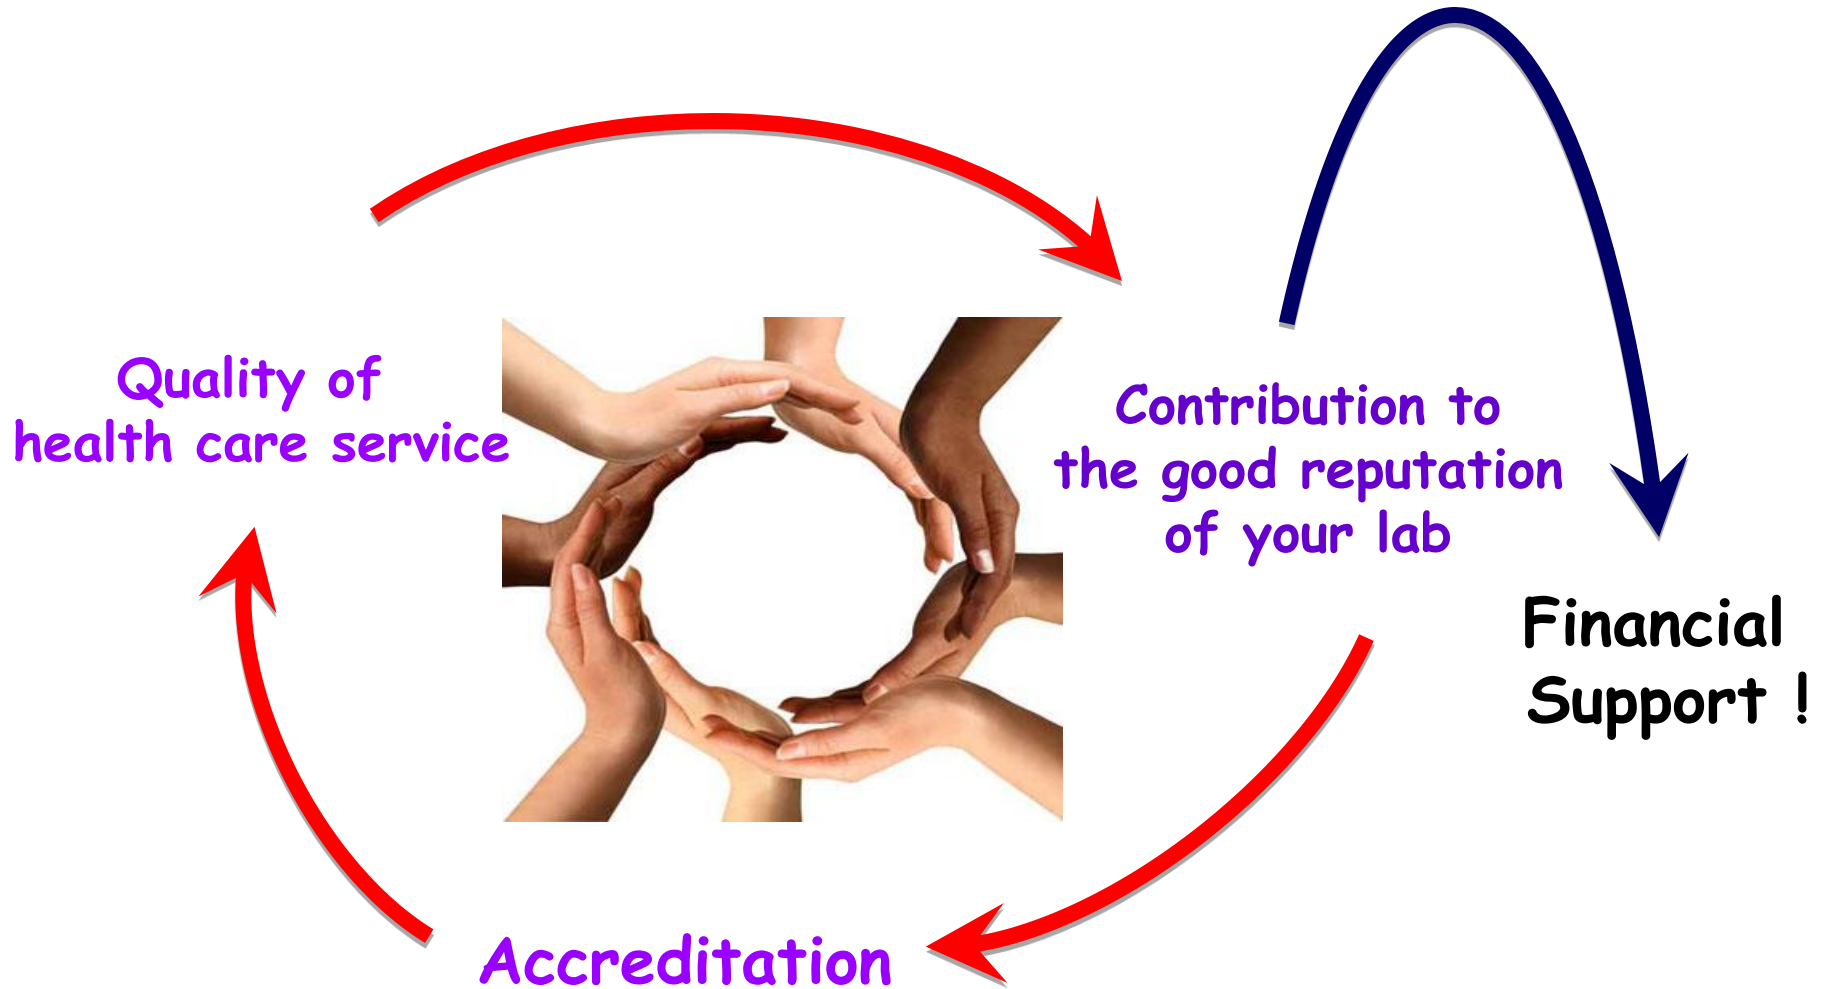 Quality of
health care service
Contribution to
the good reputation
of your lab
Financial
Support !
Accreditation